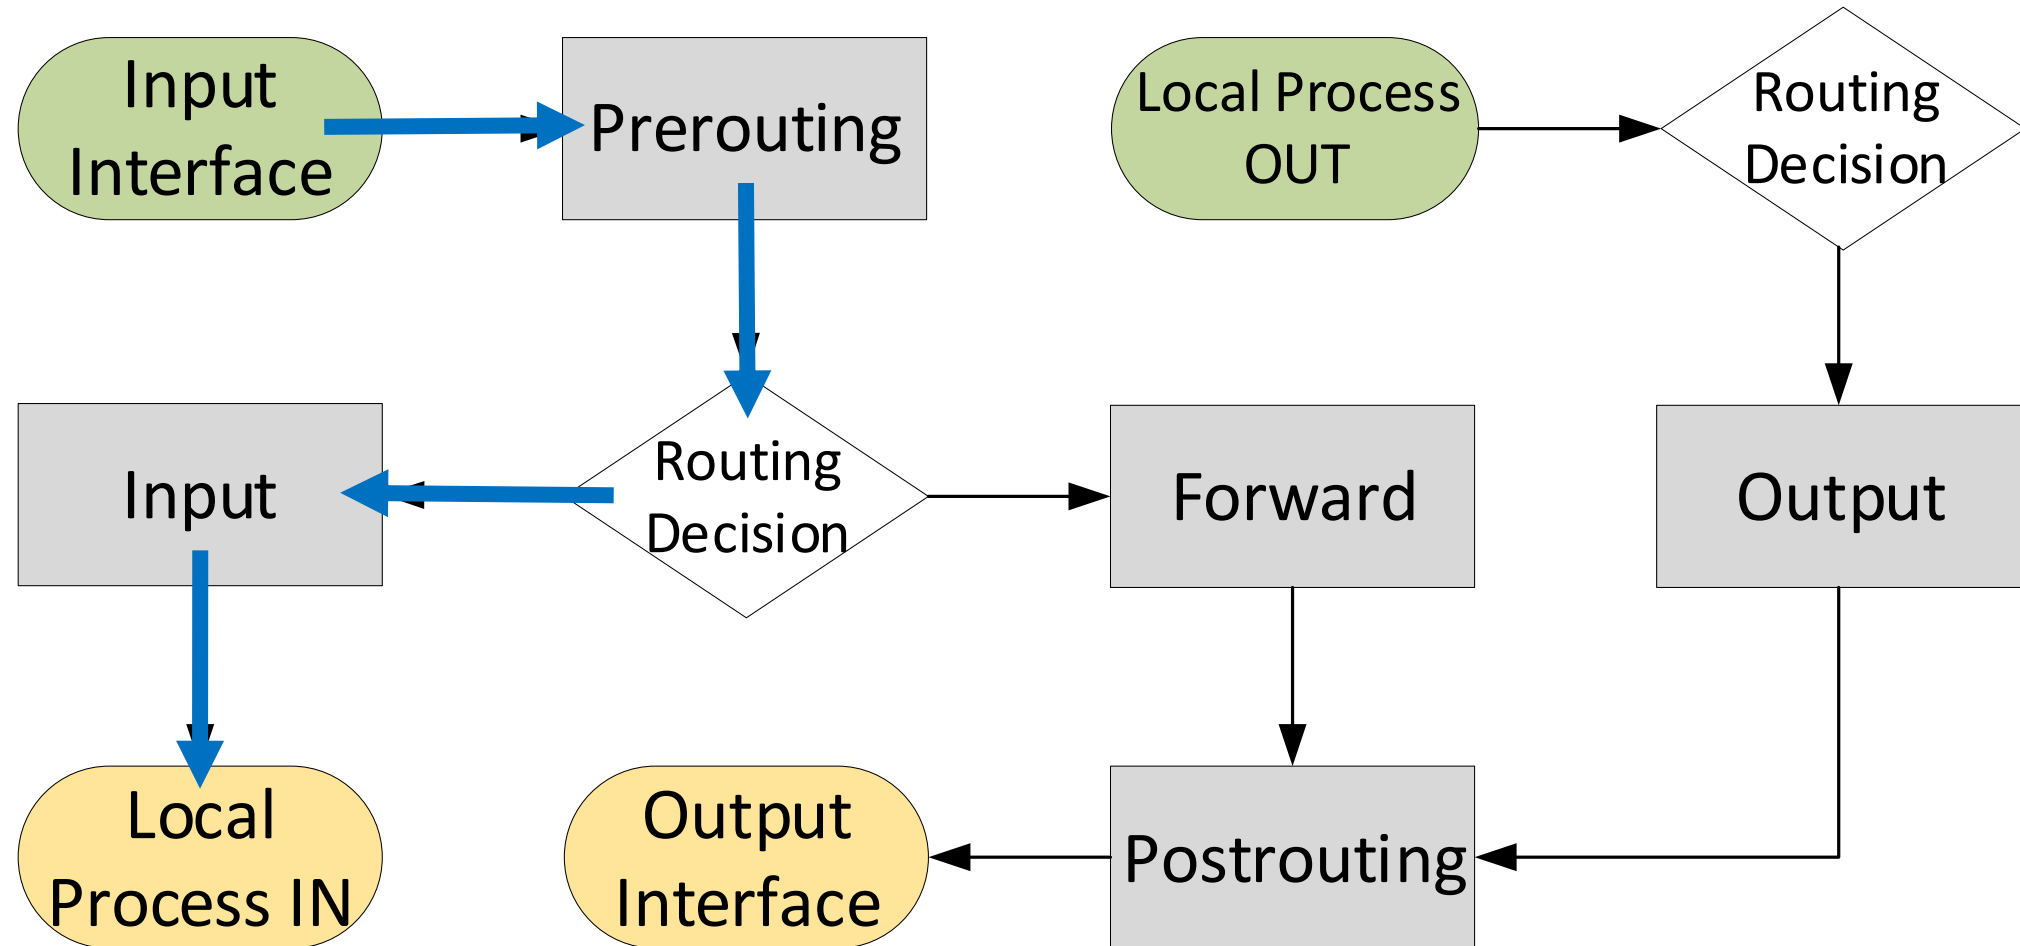 Input
Interface
Prerouting
Local Process
OUT
Routing
Decision
Input
Routing
Decision
Forward
Output
Local
Process IN
Output
Interface
Postrouting